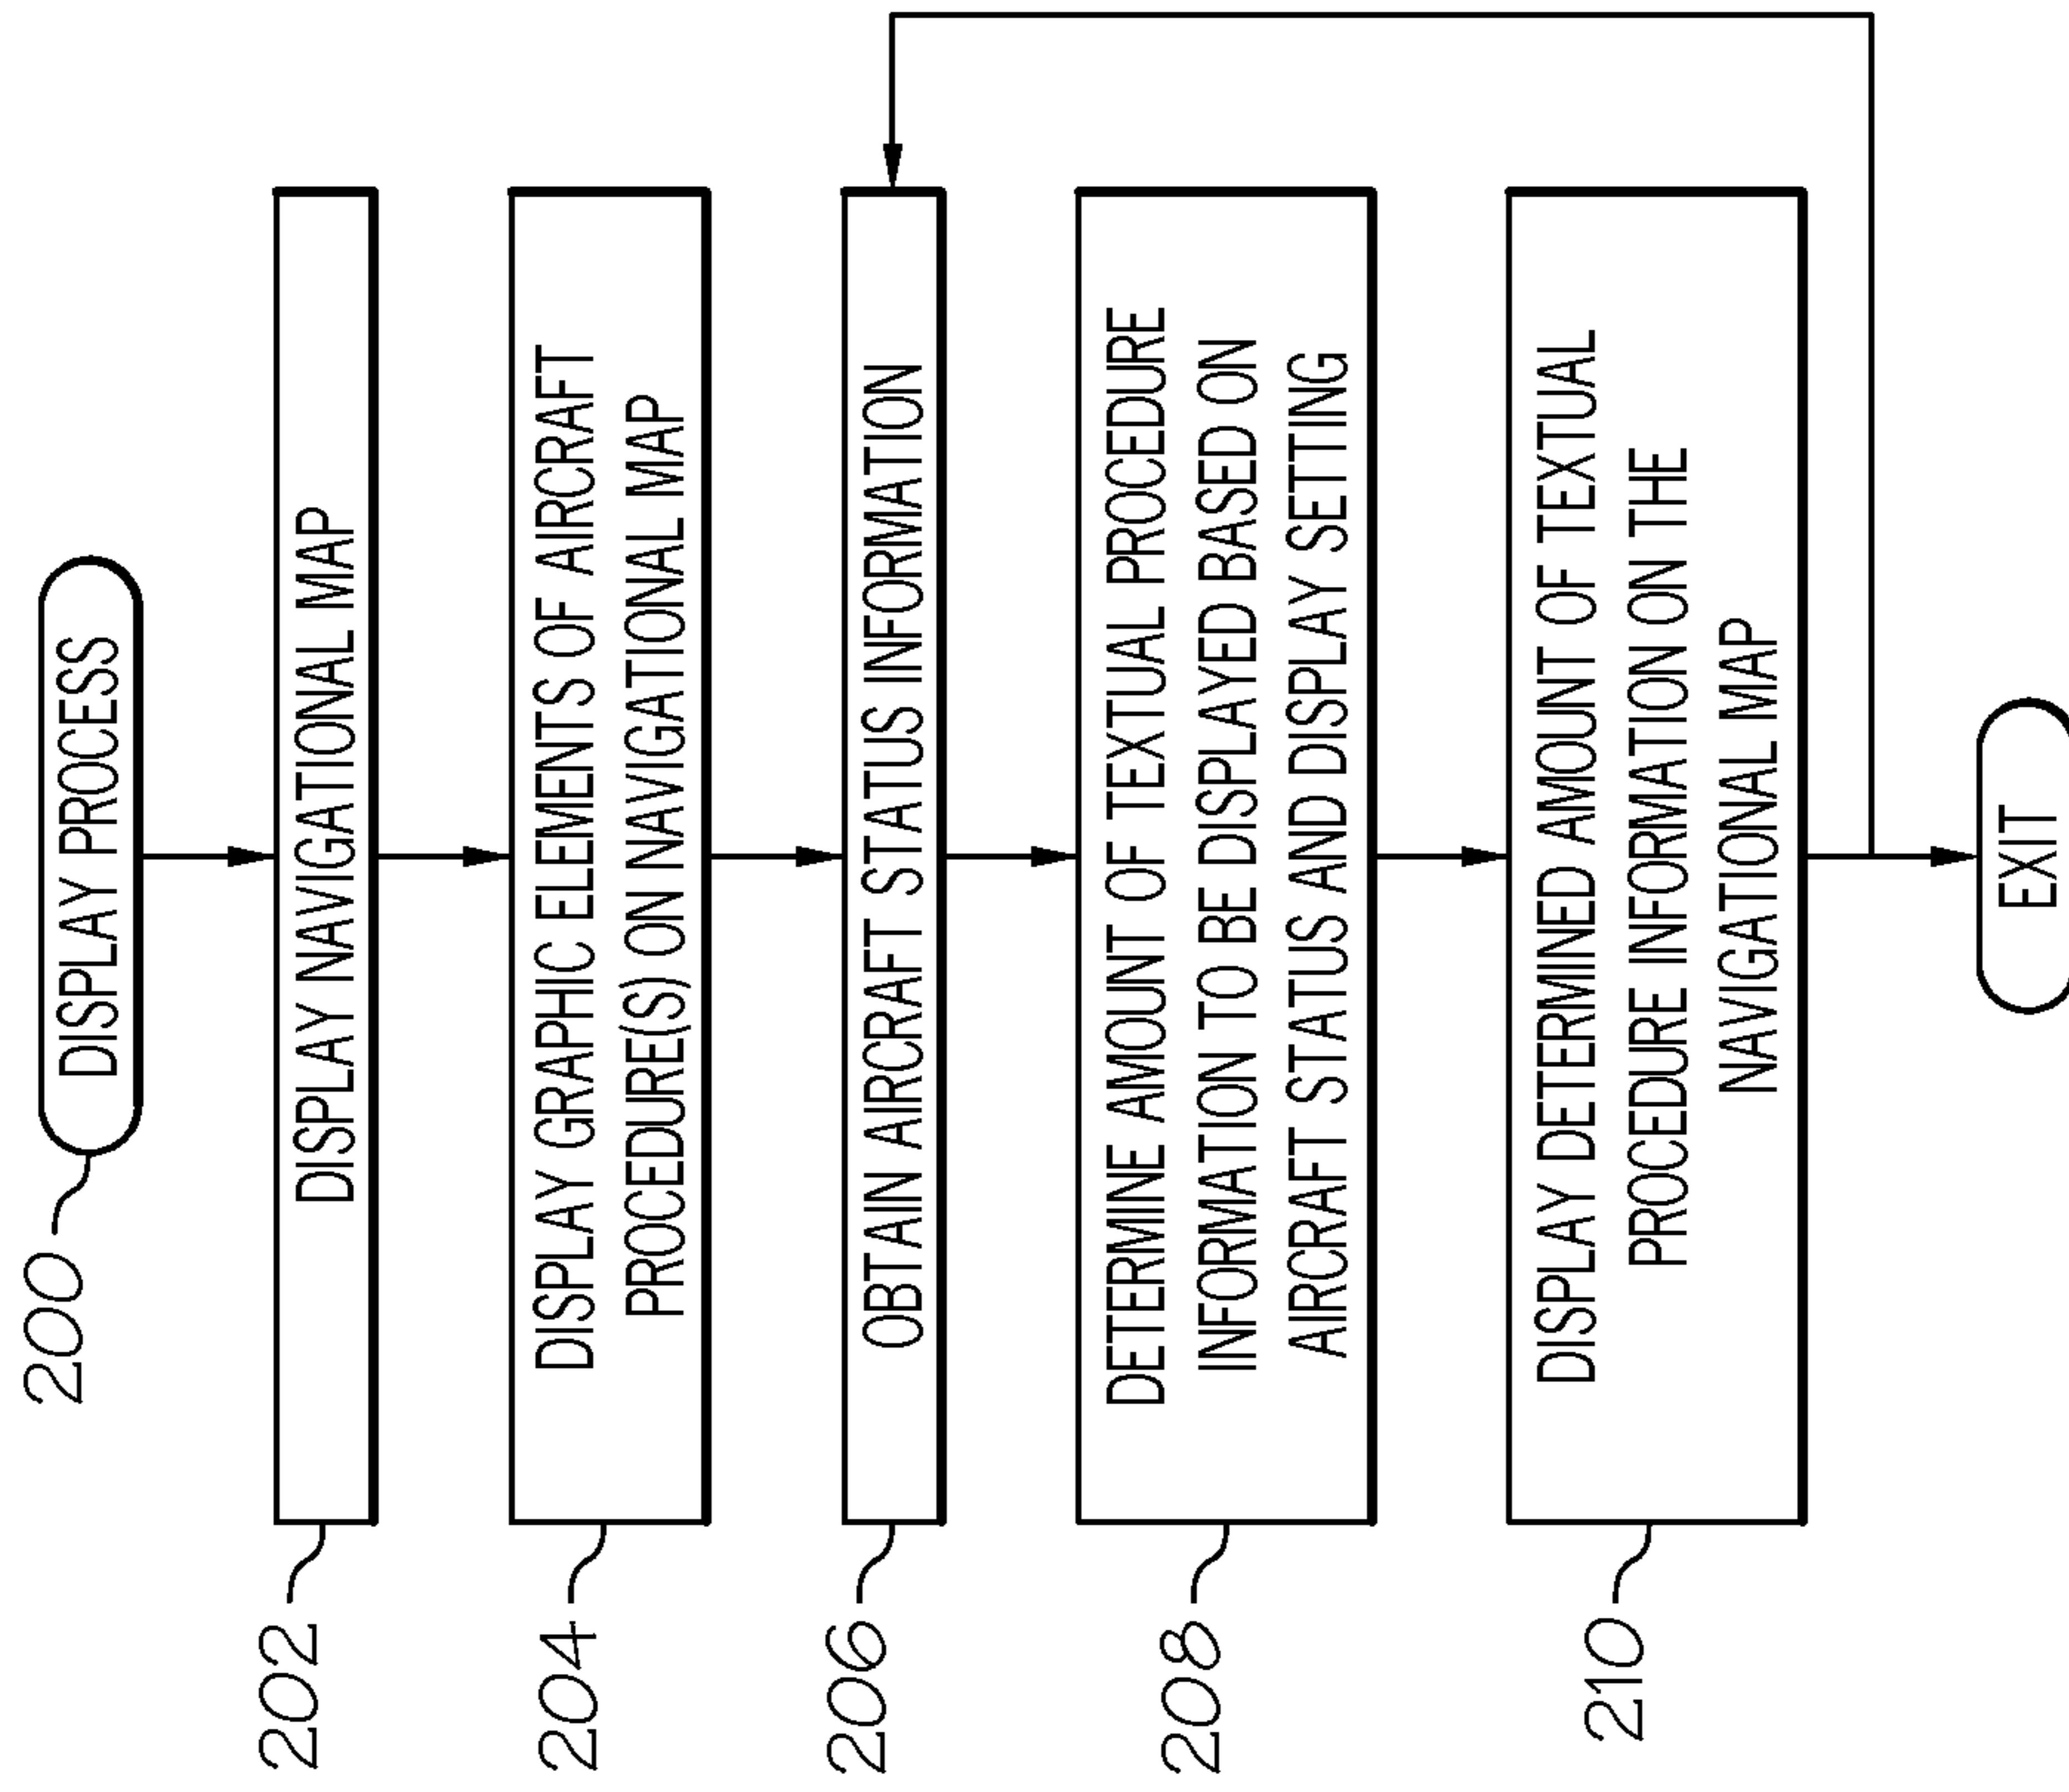 200
DISPLAY PROCESS
202
DISPLAY NAVIGATIONAL MAP
204
DISPLAY GRAPHIC ELEMENTS OF AIRCRAFT
PROCEDURE(S) ON NAVIGATIONAL MAP
206
OBTAIN AIRCRAFT STATUS INFORMATION
208
DETERMINE AMOUNT OF TEXTUAL PROCEDURE
INFORMATION TO BE DISPLAYED BASED ON
AIRCRAFT STATUS AND DISPLAY SETTING
210
DISPLAY DETERMINED AMOUNT OF TEXTUAL
PROCEDURE INFORMATION ON THE
NAVIGATIONAL MAP
EXIT